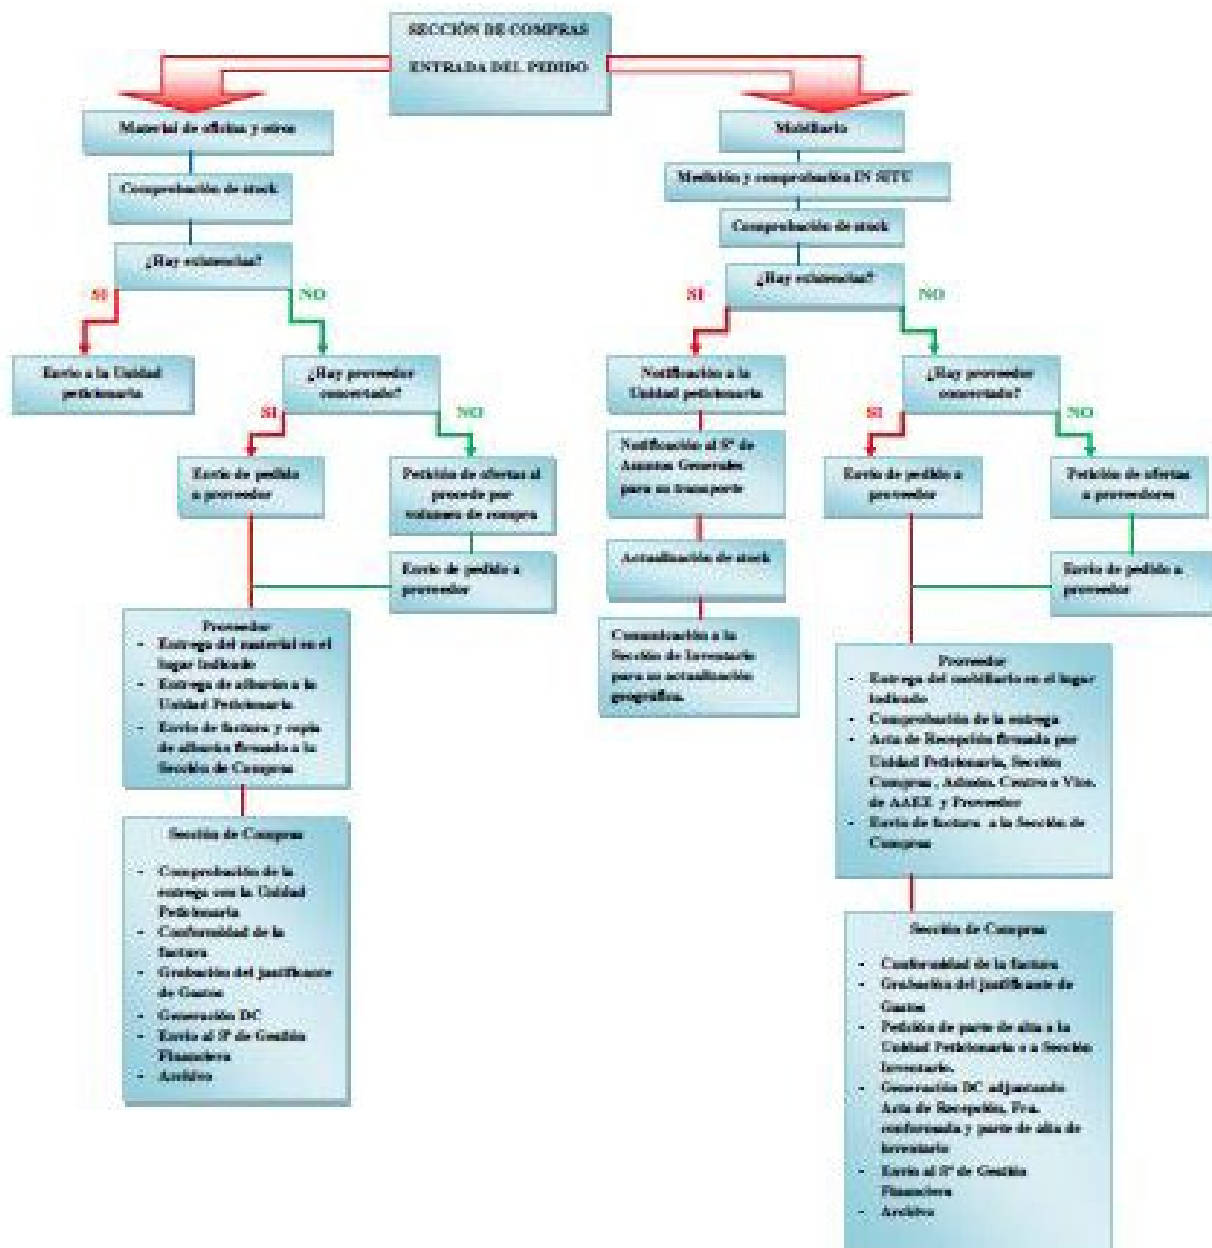 SECCIÓN DE COMPRAS
ENTRADA DEL PEDIDO
Material de oficina y otros
Comprobación de stock
¿Hay existencias?
SI
NO
Envío a la Unidad
peticionaria
¿Hay proveedor
concertado?
SI
NO
Envío de pedido
a proveedor
Petición de ofertas si
procede por
volumen de compra
Envío de pedido a
proveedor
Proveedor
- Entrega del material en el
lugar indicado
- Entrega de albarán a la
Unidad Peticionaria
- Envío de factura y copia
de albarán firmado a la
Sección de Compras
Sección de Compras
- Comprobación de la
entrega con la Unidad
Peticionaria
- Conformidad de la
factura
- Grabación del justificante
de Gastos
- Generación DC
- Envío al Sº de Gestión
Financiera
- Archivo
Mobiliario
Medición y comprobación IN SITU
Comprobación de stock
¿Hay existencias?
SI
NO
Notificación a la
Unidad peticionaria
Notificación al Sº de
Asuntos Generales
para su transporte
Actualización de stock
Comunicación a la
Sección de Inventario
para su actualización
geográfica.
¿Hay proveedor
concertado?
SI
NO
Envío de pedido a
proveedor
Petición de ofertas
a proveedores
Envío de pedido a
proveedor
Proveedor
- Entrega del mobiliario en el lugar
indicado
- Comprobación de la entrega
- Acta de Recepción firmada por
Unidad Peticionaria, Sección
Compras, Admón. Centro o Vice.
de AAEE y Proveedor
- Envío de factura a la Sección de
Compras
Sección de Compras
- Conformidad de la factura
- Grabación del justificante de
Gastos
- Petición de parte de alta a la
Unidad Peticionaria o a Sección
Inventario.
- Generación DC adjuntando
Acta de Recepción, Fra.
conformada y parte de alta de
Inventario
- Envío al Sº de Gestión
Financiera
- Archivo